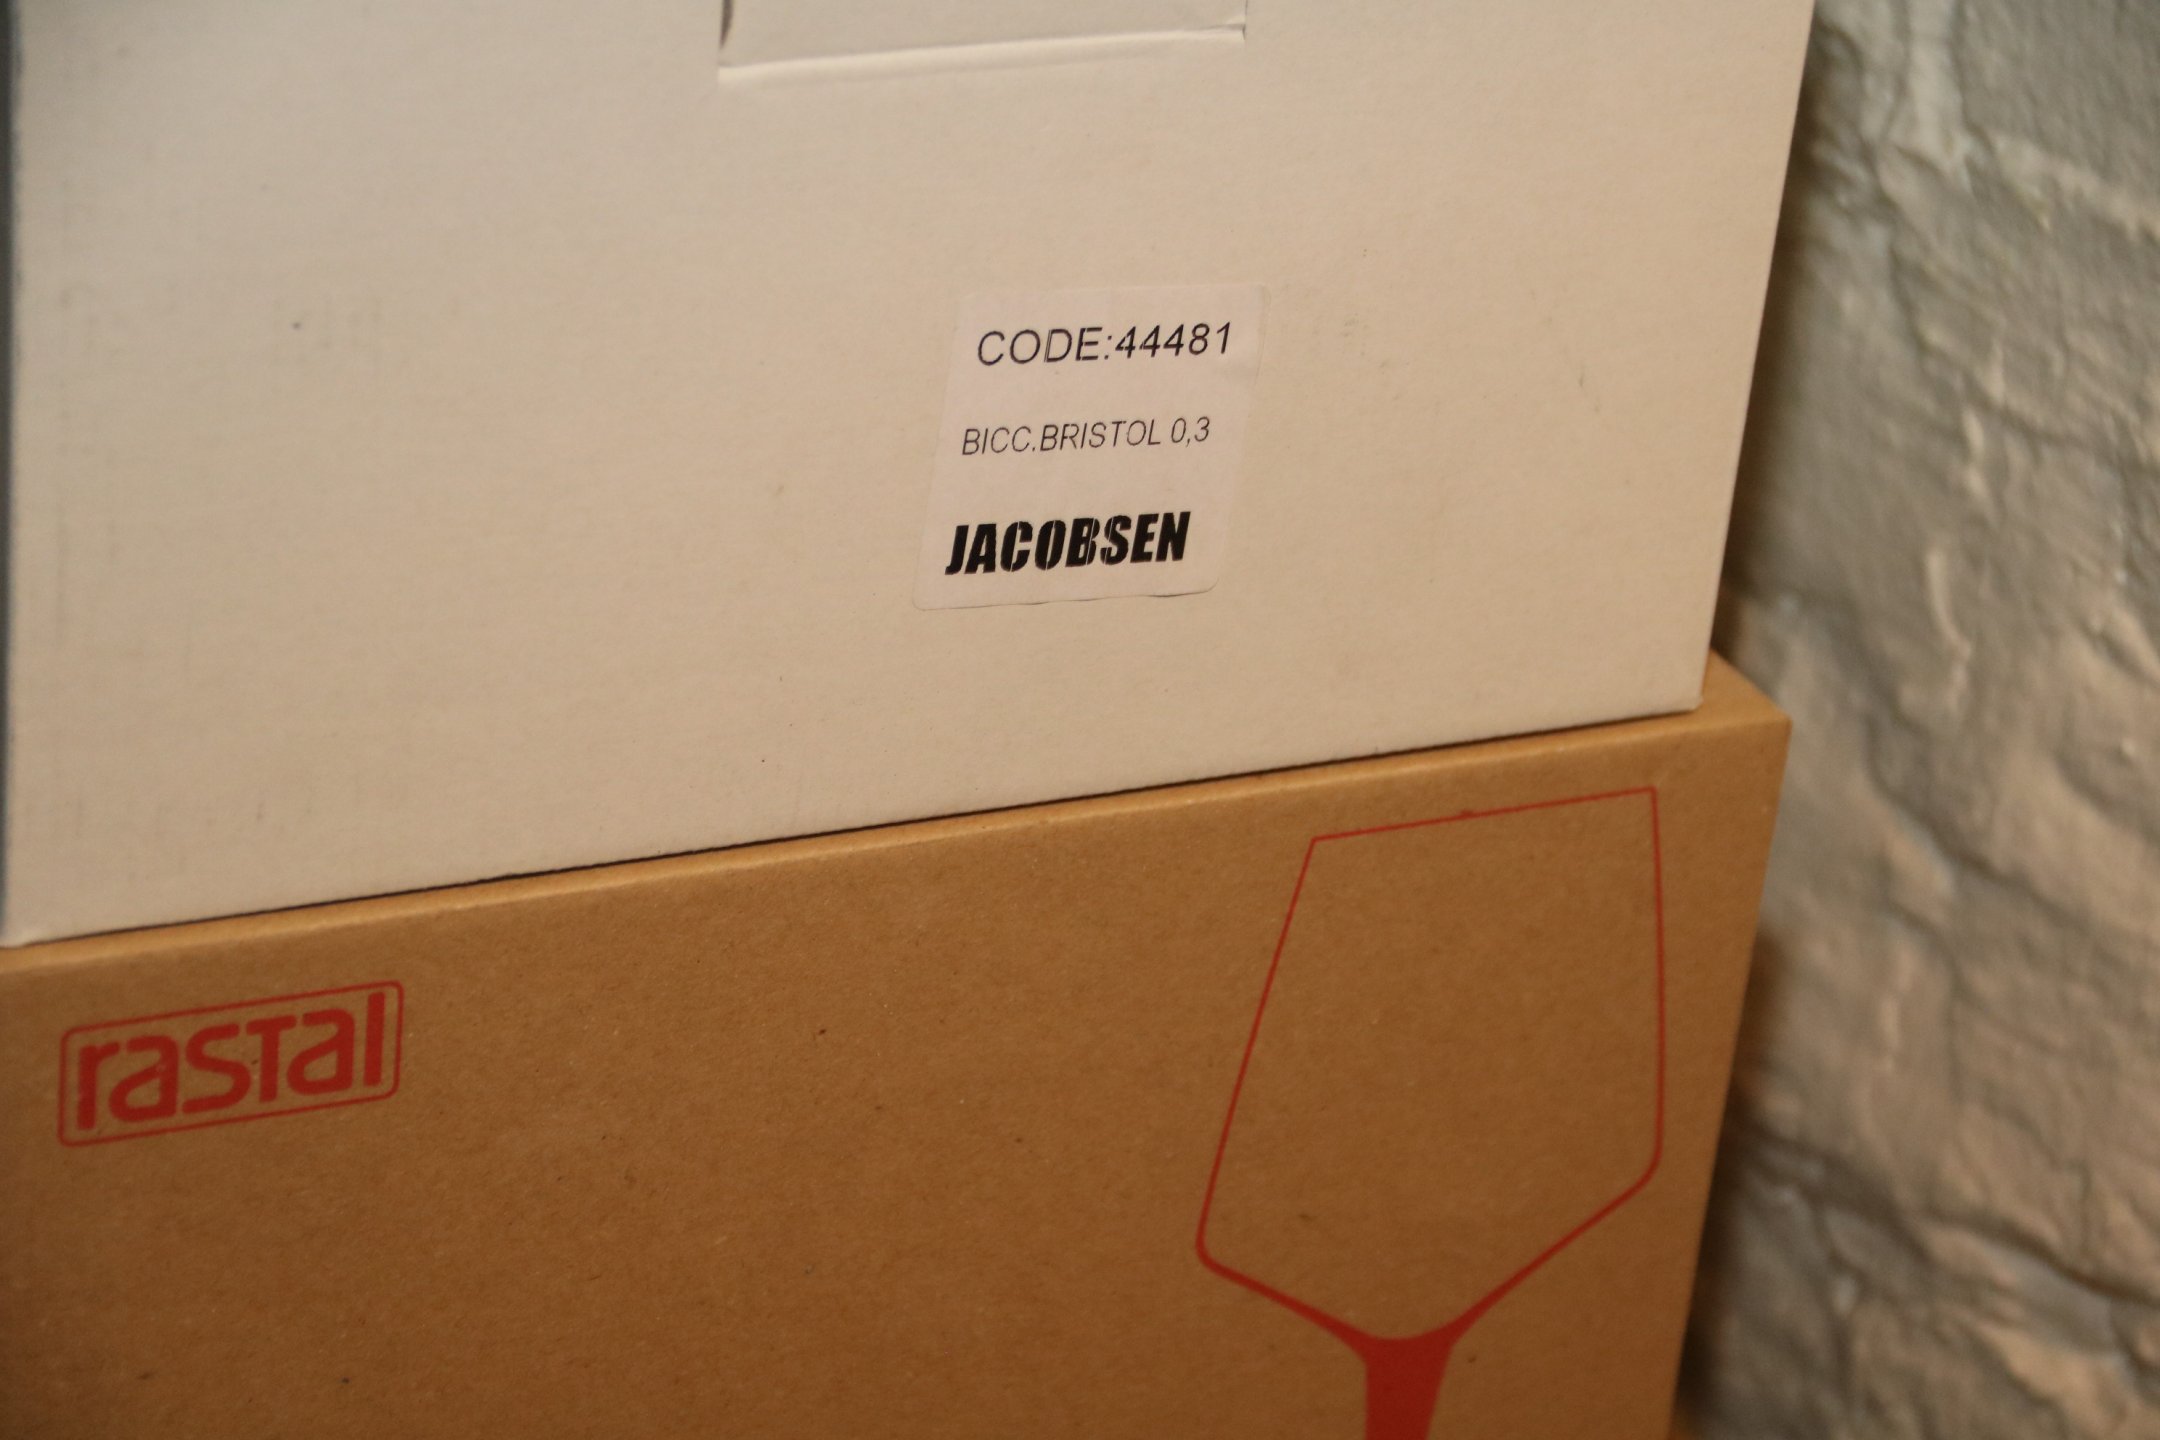 CODE:44481
BICC.BRISTOL 0,3
JACOBSEN
rastal